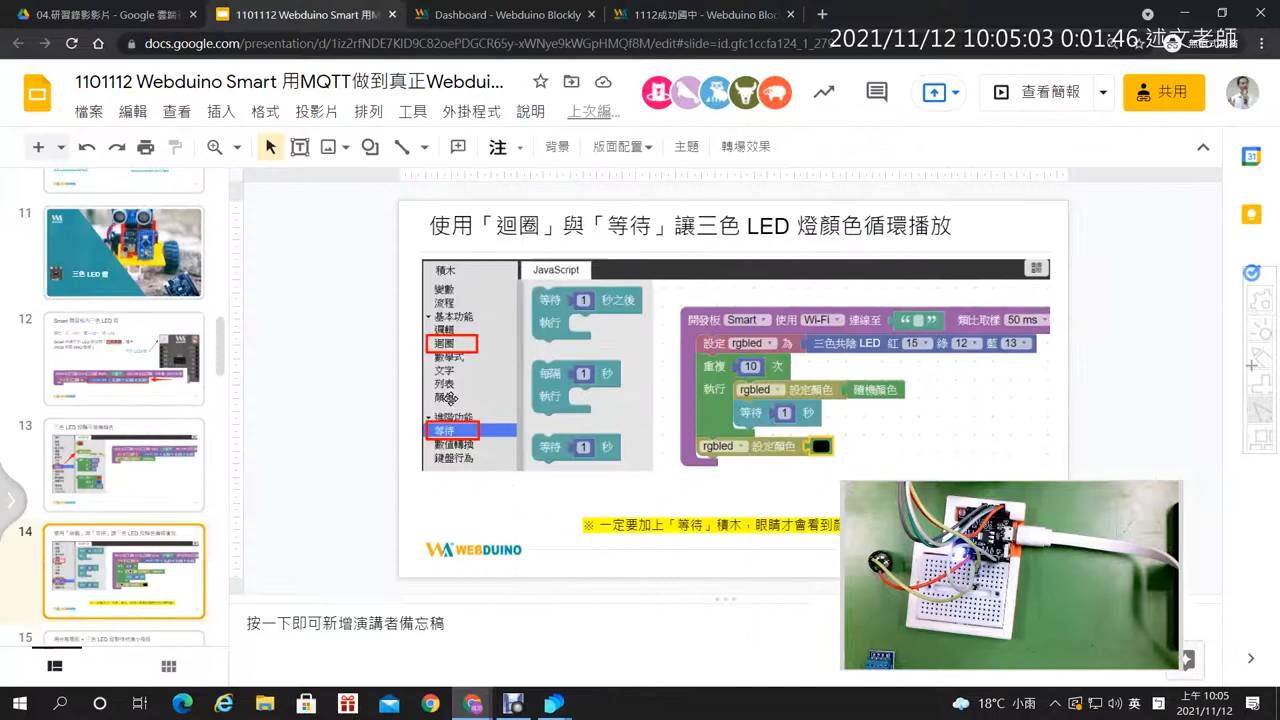 04.研習錄影影片 - Google 雲端
1101112 Webduino Smart 用M
Dashboard - Webduino Blockly
1112成功國中 - Webduino Bloc
docs.google.com/presentation/d/1iz2rfNDE7KID9C82oePDGCR65y-xWNye9kWGpHMQf8M/edit#slide=id.gfc1ccfa124_1_279
2021/11/12 10:05:03 0:01:46 述文老師
1101112 Webduino Smart 用MQTT做到真正Webdui...
檔案 編輯 查看 插入 格式 投影片 排列 工具 外掛程式 說明 上次編...
查看簡報
共用
注
背景 版面配置 主題 轉場效果
11
三色 LED 燈
12
13
14
15
使用「迴圈」與「等待」讓三色 LED 燈顏色循環播放
積木
JavaScript
變數
流程
基本功能
邏輯
迴圈
數學式
文字
列表
進階功能
等待
數值轉換
鍵盤行為
等待 1 秒之後
執行
每隔 1 秒
執行
等待 1 秒
開發板 Smart 使用 Wi-Fi 連線至 “ ” 類比取樣 50 ms
設定 rgbled 為 三色共陰 LED 紅 15 綠 12 藍 13
重複 10 次
執行 rgbled 設定顏色 隨機顏色
等待 1 秒
rgbled 設定顏色
※ 一定要加上「等待」積木，眼睛才會看到
WEBDUINO
按一下即可新增演講者備忘稿
18°C 小雨
英
上午 10:05
2021/11/12